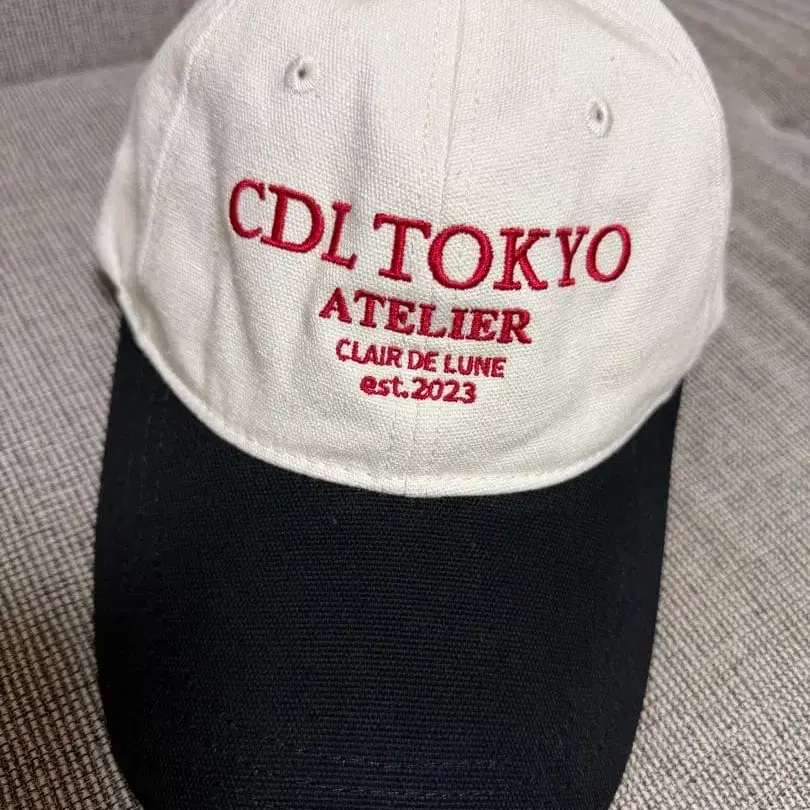 CDL TOKYO
ATELIER
CLAIR DE LUNE
est.2023